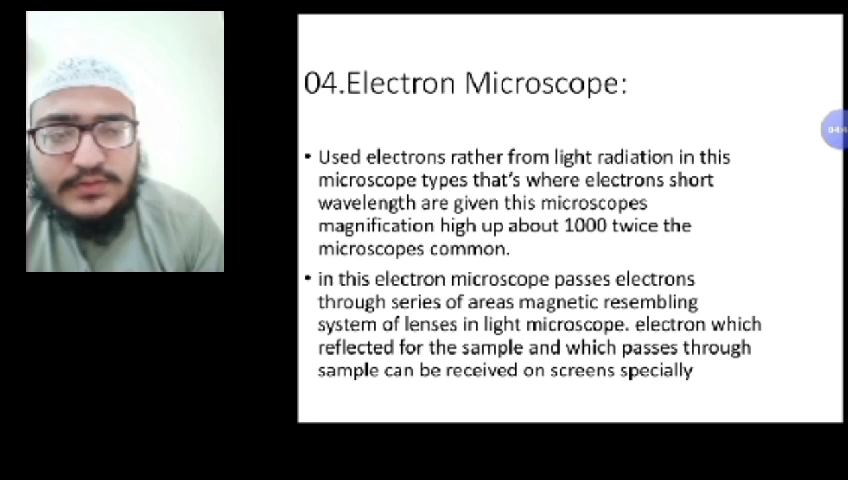 04.Electron Microscope:
• Used electrons rather from light radiation in this
microscope types that's where electrons short
wavelength are given this microscopes
magnification high up about 1000 twice the
microscopes common.
• in this electron microscope passes electrons
through series of areas magnetic resembling
system of lenses in light microscope. electron which
reflected for the sample and which passes through
sample can be received on screens specially